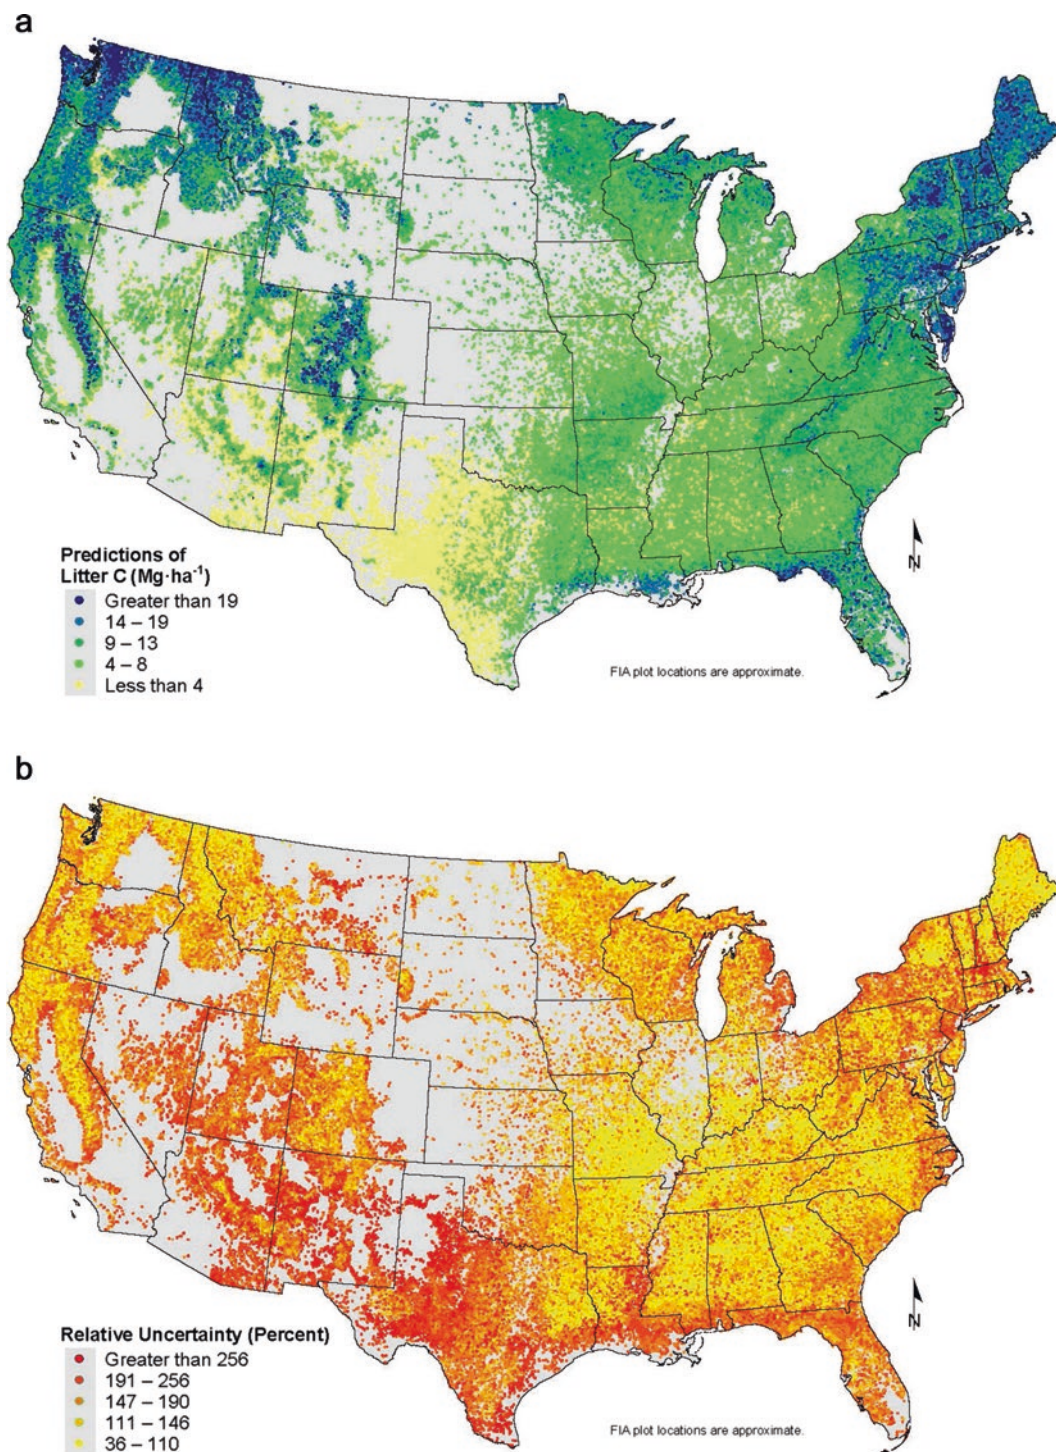 a
N
Predictions of
Litter C (Mg·ha⁻¹)
Greater than 19
14 – 19
9 – 13
4 – 8
Less than 4
FIA plot locations are approximate.
b
N
Relative Uncertainty (Percent)
Greater than 256
191 – 256
147 – 190
111 – 146
36 – 110
FIA plot locations are approximate.